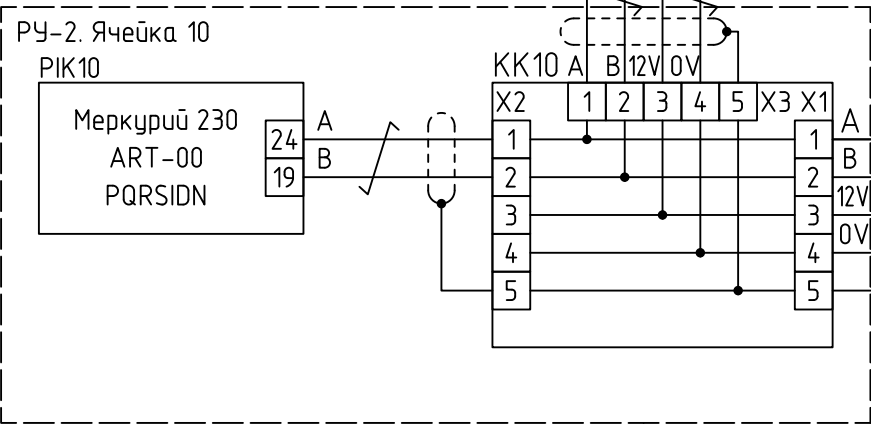 РУ-2. Ячейка 10
PIK10
Меркурий 230
ART-00
PQRSIDN
24
19
A
B
KK10
A B 12V 0V
X2
1 2 3 4 5
X3
X1
1
2
3
4
5
1
2
3
4
5
A
B
12V
0V